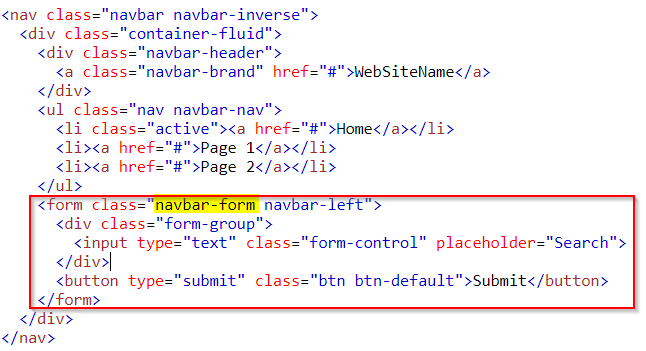 <nav class="navbar navbar-inverse">
  <div class="container-fluid">
    <div class="navbar-header">
      <a class="navbar-brand" href="#">WebSiteName</a>
    </div>
    <ul class="nav navbar-nav">
      <li class="active"><a href="#">Home</a></li>
      <li><a href="#">Page 1</a></li>
      <li><a href="#">Page 2</a></li>
    </ul>
    <form class="navbar-form navbar-left">
      <div class="form-group">
        <input type="text" class="form-control" placeholder="Search">
      </div>
      <button type="submit" class="btn btn-default">Submit</button>
    </form>
  </div>
</nav>